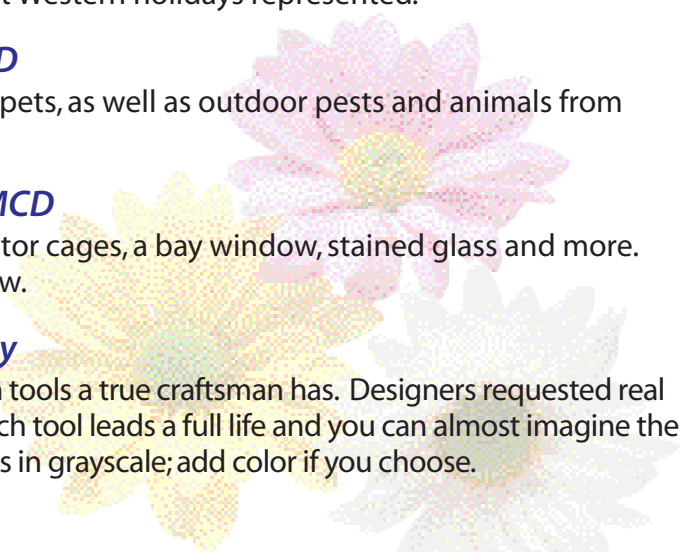 t Western holidays represented.
D
pets, as well as outdoor pests and animals from
MCD
tor cages, a bay window, stained glass and more.
w.
y
n tools a true craftsman has.  Designers requested real
ch tool leads a full life and you can almost imagine the
s in grayscale; add color if you choose.